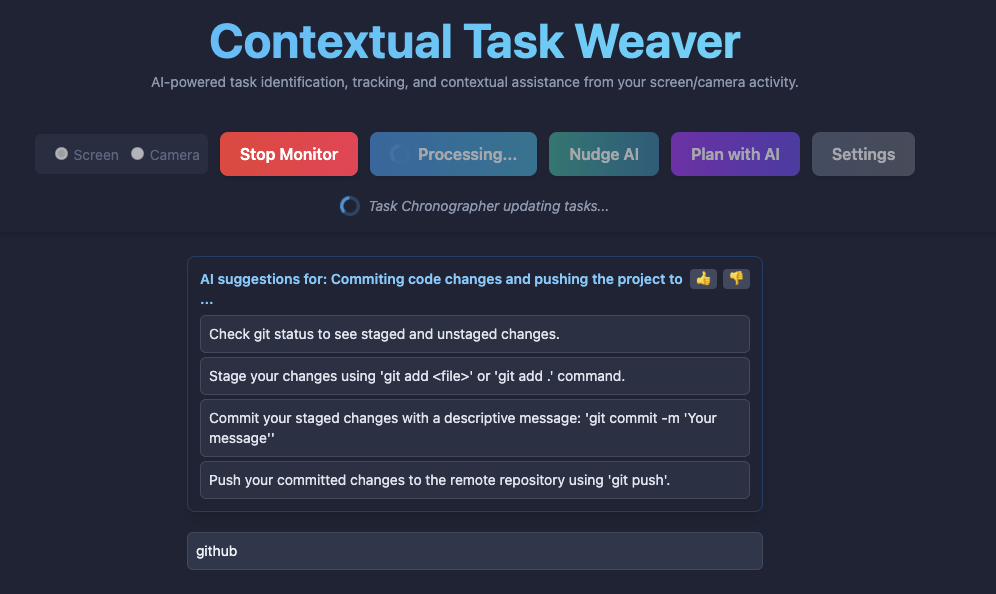 Contextual Task Weaver
AI-powered task identification, tracking, and contextual assistance from your screen/camera activity.
Screen Camera Stop Monitor Processing... Nudge AI Plan with AI Settings
Task Chronographer updating tasks...
AI suggestions for: Commiting code changes and pushing the project to 👍 👎
...
Check git status to see staged and unstaged changes.
Stage your changes using 'git add <file>' or 'git add .' command.
Commit your staged changes with a descriptive message: 'git commit -m 'Your
message''
Push your committed changes to the remote repository using 'git push'.
github